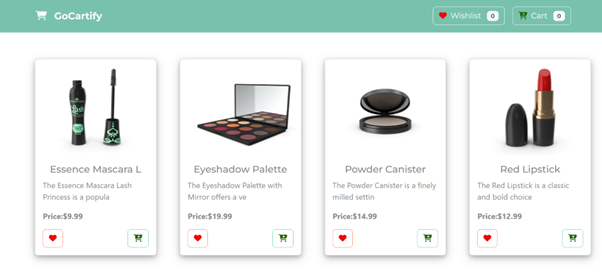 GoCartify
Wishlist 0
Cart 0
Essence Mascara L
The Essence Mascara Lash
Princess is a popula
Price:$9.99
Eyeshadow Palette
The Eyeshadow Palette with
Mirror offers a ve
Price:$19.99
Powder Canister
The Powder Canister is a finely
milled settin
Price:$14.99
Red Lipstick
The Red Lipstick is a classic
and bold choice
Price:$12.99